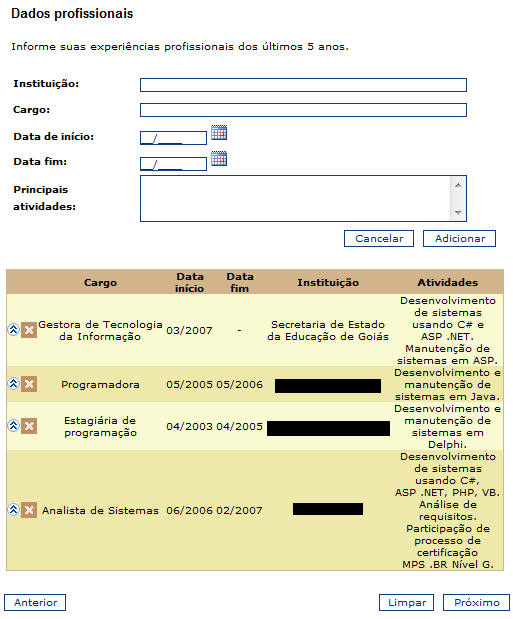 Dados profissionais
Informe suas experiências profissionais dos últimos 5 anos.
Instituição:
Cargo:
Data de início:
__/____
Data fim:
__/____
Principais
atividades:
Cancelar
Adicionar
Cargo
Data
início
Data
fim
Instituição
Atividades
Gestora de Tecnologia
da Informação
03/2007
-
Secretaria de Estado
da Educação de Goiás
Desenvolvimento
de sistemas
usando C# e
ASP .NET.
Manutenção de
sistemas em ASP.
Programadora
05/2005
05/2006
Desenvolvimento e
manutenção de
sistemas em Java.
Estagiária de
programação
04/2003
04/2005
Desenvolvimento e
manutenção de
sistemas em
Delphi.
Analista de Sistemas
06/2006
02/2007
Desenvolvimento
de sistemas
usando C#,
ASP .NET, PHP, VB.
Análise de
requisitos.
Participação de
processo de
certificação
MPS .BR Nível G.
Anterior
Limpar
Próximo